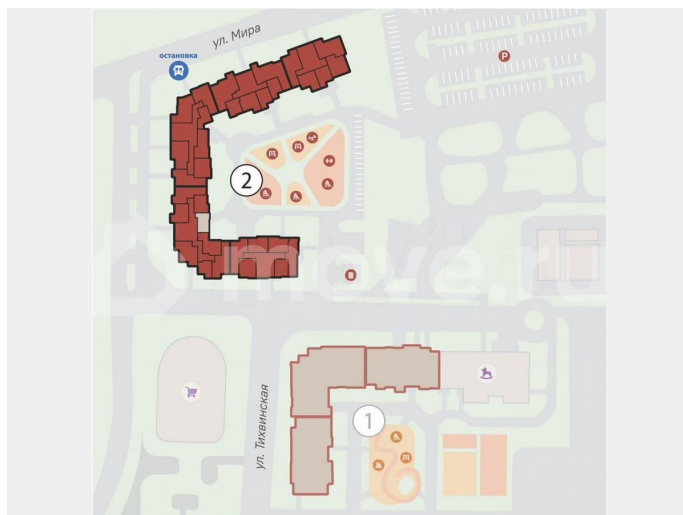 ул. Мира
остановка
P
2
move.ru
ул. Тихвинская
1